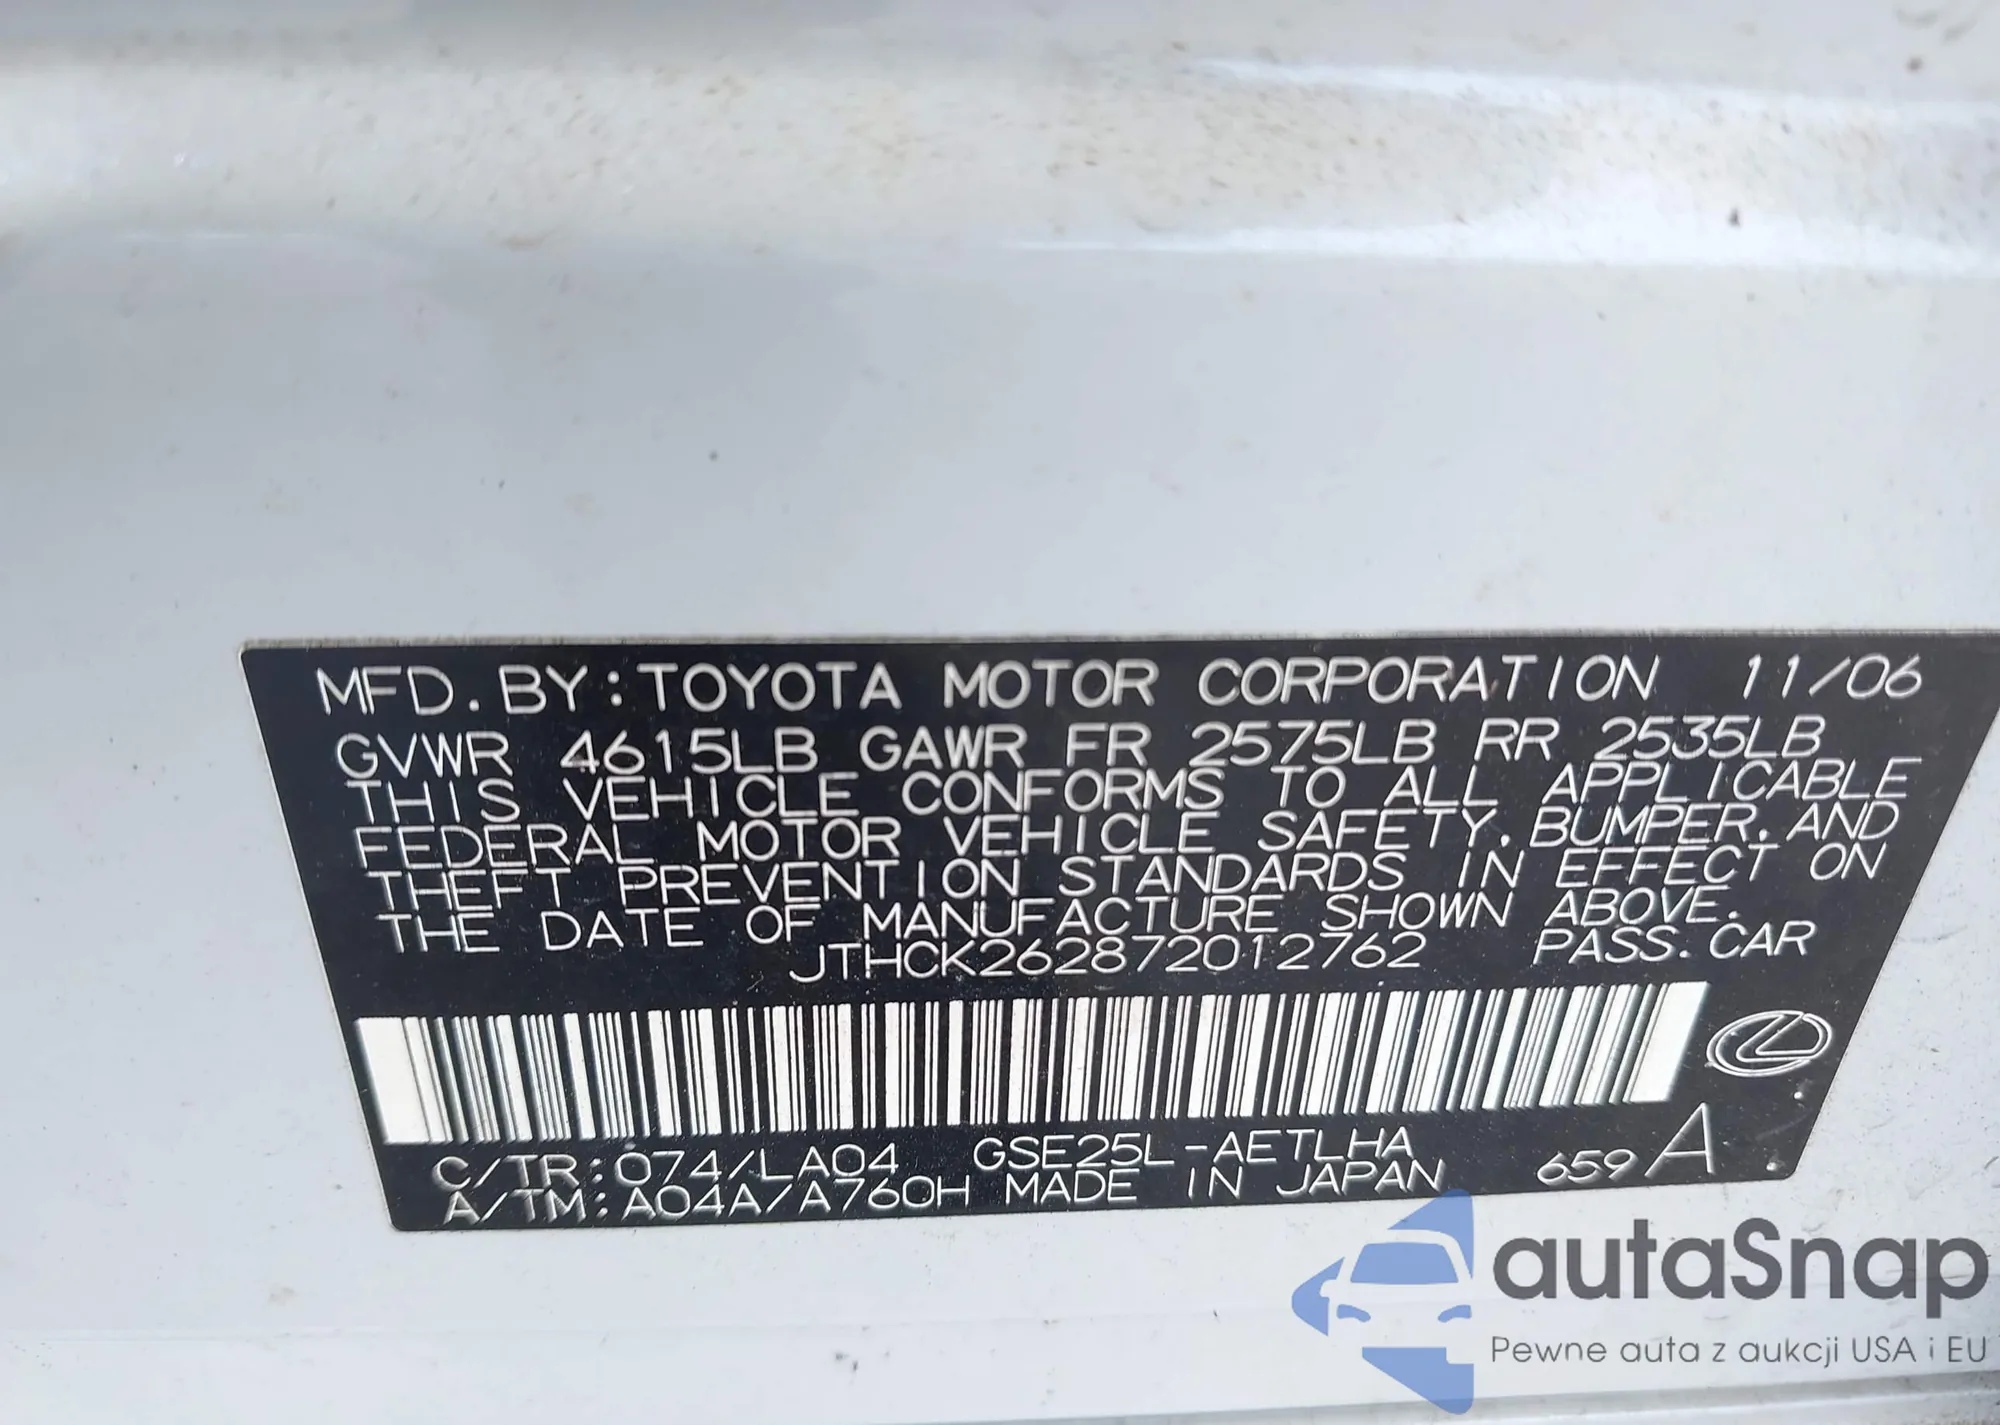 MFD. BY: TOYOTA MOTOR CORPORATION 11/06
GVWR 4615LB GAWR FR 2575LB RR 2535LB
THIS VEHICLE CONFORMS TO ALL APPLICABLE
FEDERAL MOTOR VEHICLE SAFETY, BUMPER, AND
THEFT PREVENTION STANDARDS IN EFFECT ON
THE DATE OF MANUFACTURE SHOWN ABOVE.
JTHCK262872012762 PASS. CAR
C/TR: 074/LA04 GSE25L-AETLHA
A/TM: A04A/A760H MADE IN JAPAN 659 A
autaSnap
Pewne auta z aukcji USA i EU